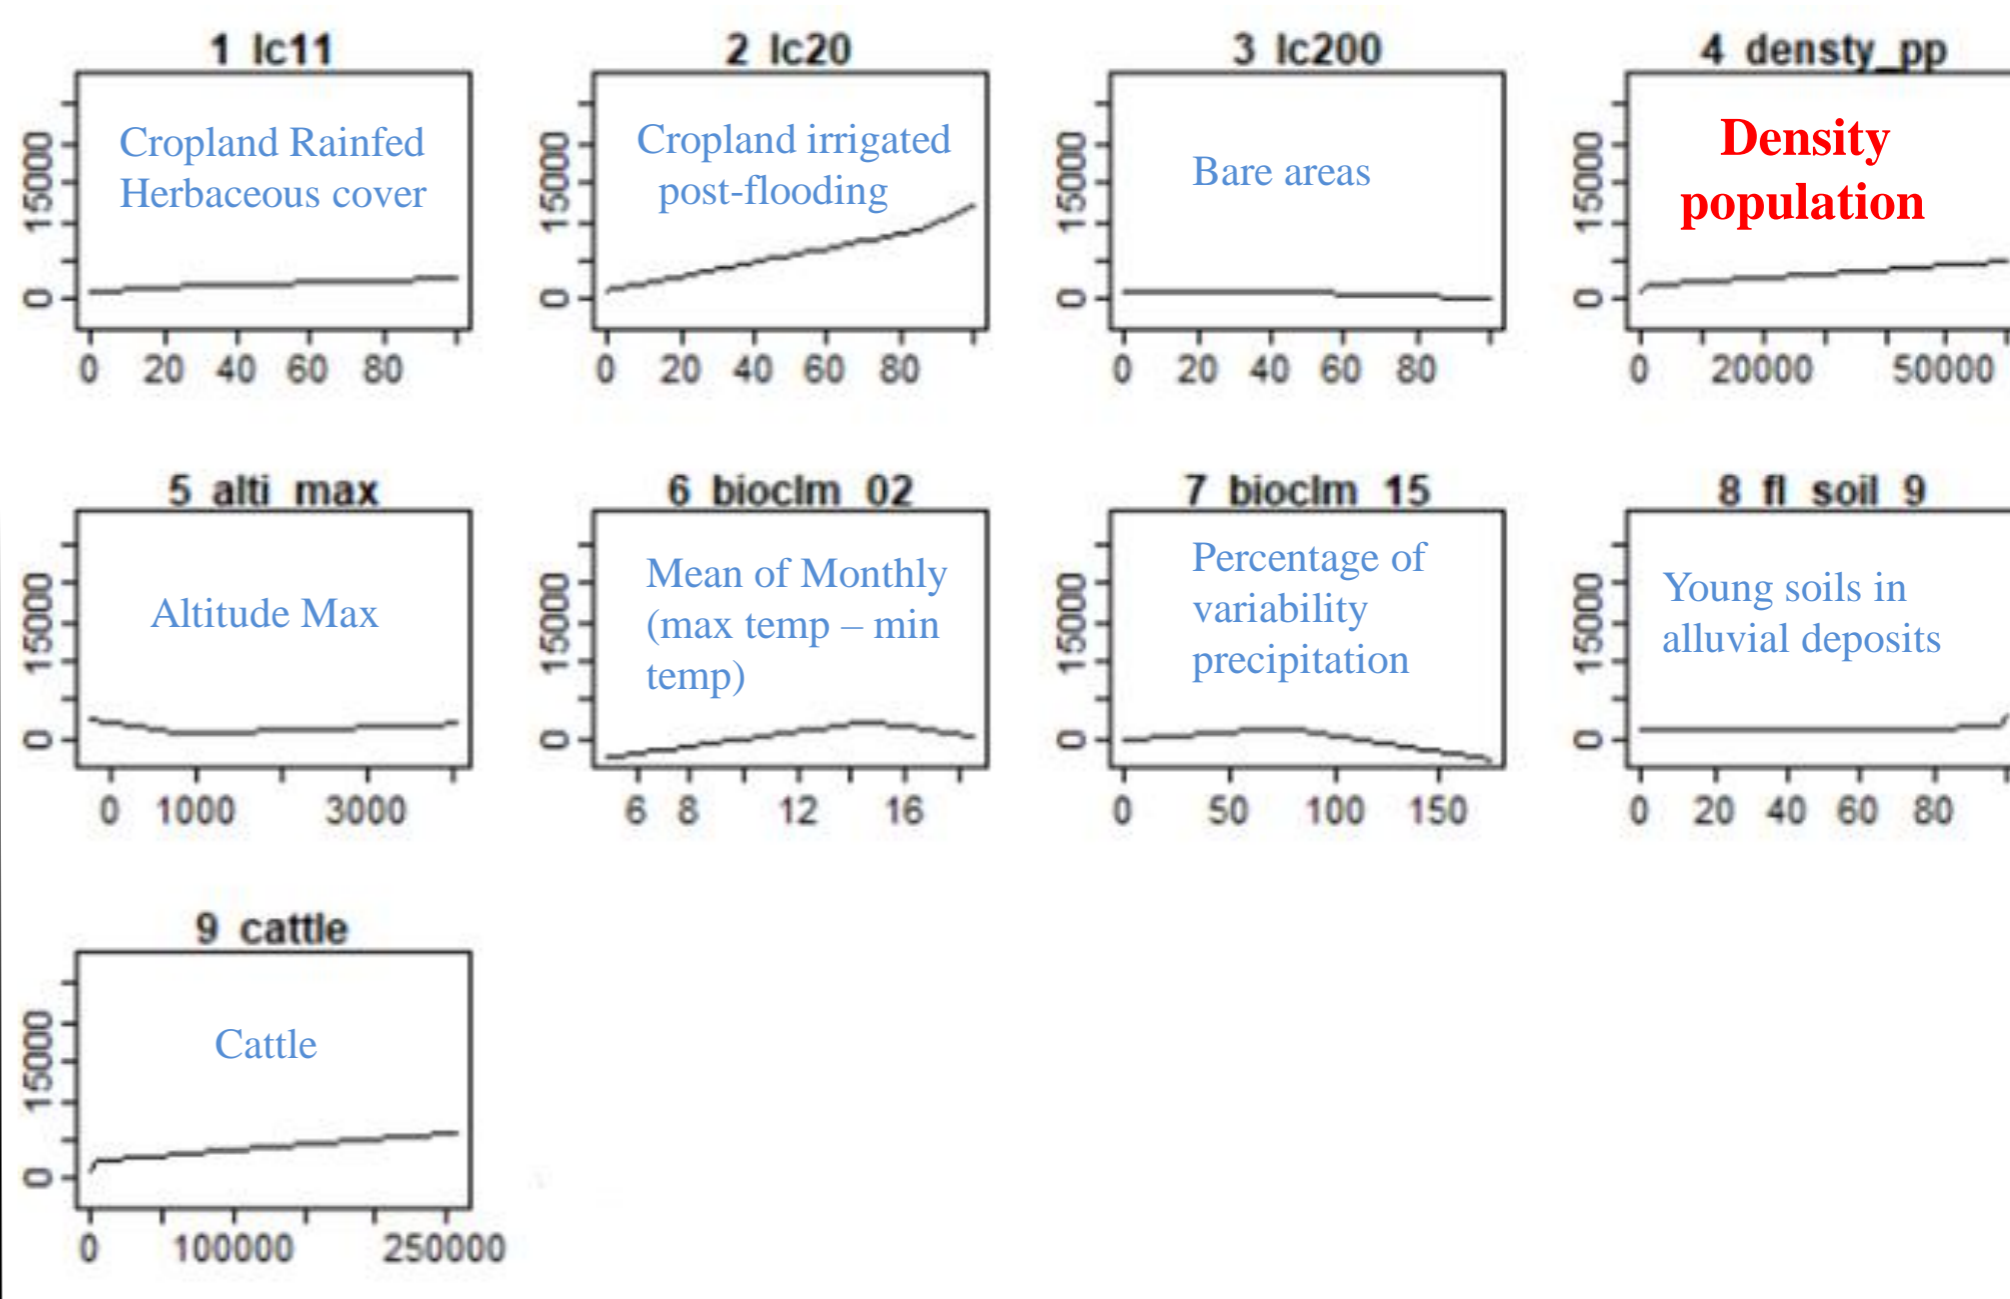 1 lc11
2 lc20
3 lc200
4 densty_pp
Cropland Rainfed
Herbaceous cover
Cropland irrigated
post-flooding
Bare areas
Density
population
0 15000
0 15000
0 15000
0 15000
0 20 40 60 80
0 20 40 60 80
0 20 40 60 80
0 20000 50000
5 alti max
6 bioclm 02
7 bioclm 15
8 fl soil 9
Altitude Max
Mean of Monthly
(max temp – min
temp)
Percentage of
variability
precipitation
Young soils in
alluvial deposits
0 15000
0 15000
0 15000
0 15000
0 1000 3000
6 8 12 16
0 50 100 150
0 20 40 60 80
9 cattle
Cattle
0 15000
0 100000 250000